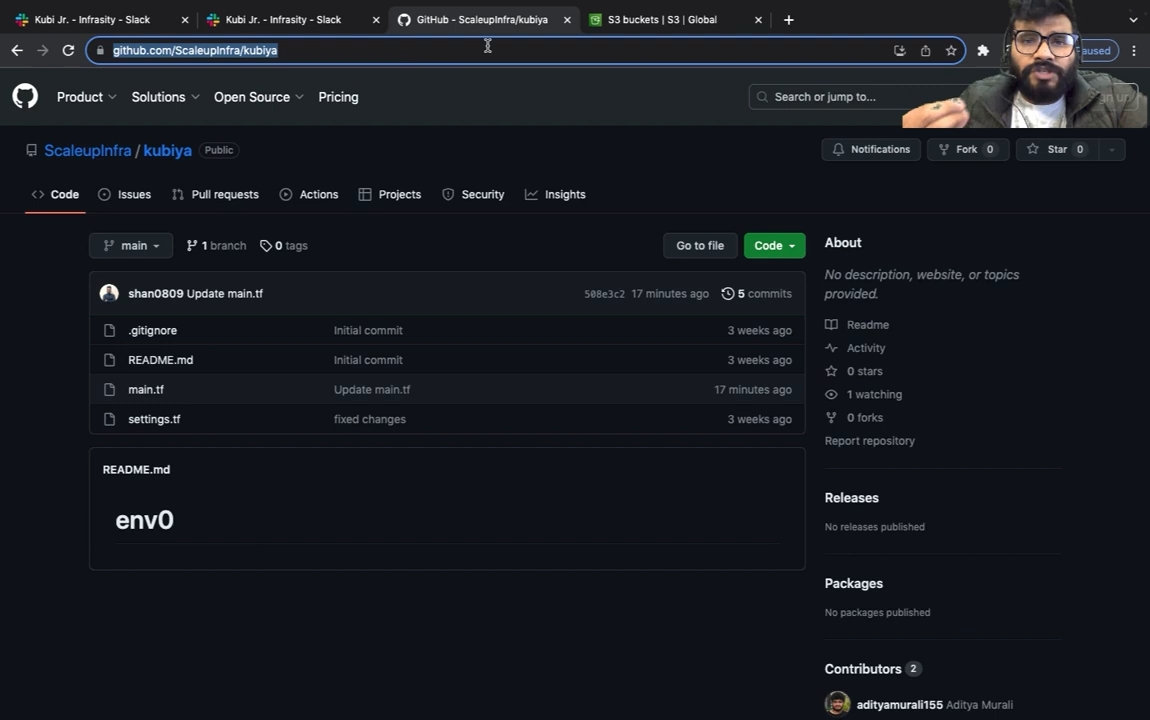 Kubi Jr. - Infrasity - Slack
Kubi Jr. - Infrasity - Slack
GitHub - ScaleupInfra/kubiya
S3 buckets | S3 | Global
github.com/ScaleupInfra/kubiya
Product
Solutions
Open Source
Pricing
Search or jump to...
ScaleupInfra / kubiya
Public
Notifications
Fork 0
Star 0
Code
Issues
Pull requests
Actions
Projects
Security
Insights
main
1 branch
0 tags
Go to file
Code
About
No description, website, or topics
provided.
shan0809 Update main.tf
508e3c2 17 minutes ago
5 commits
.gitignore Initial commit 3 weeks ago
README.md Initial commit 3 weeks ago
main.tf Update main.tf 17 minutes ago
settings.tf fixed changes 3 weeks ago
Readme
Activity
0 stars
1 watching
0 forks
Report repository
README.md
env0
Releases
No releases published
Packages
No packages published
Contributors 2
adityamurali155 Aditya Murali